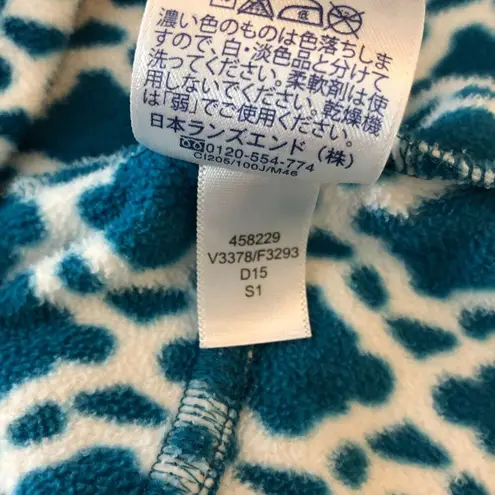 濃い色のものは色落ちしま
すので、白・淡色品と分けて
洗ってください。柔軟剤は使
用しないでください。乾燥機
は「弱」でご使用ください。
日本ランズエンド（株）
0120-554-774
CI205/100J/M46
458229
V3378/F3293
D15
S1